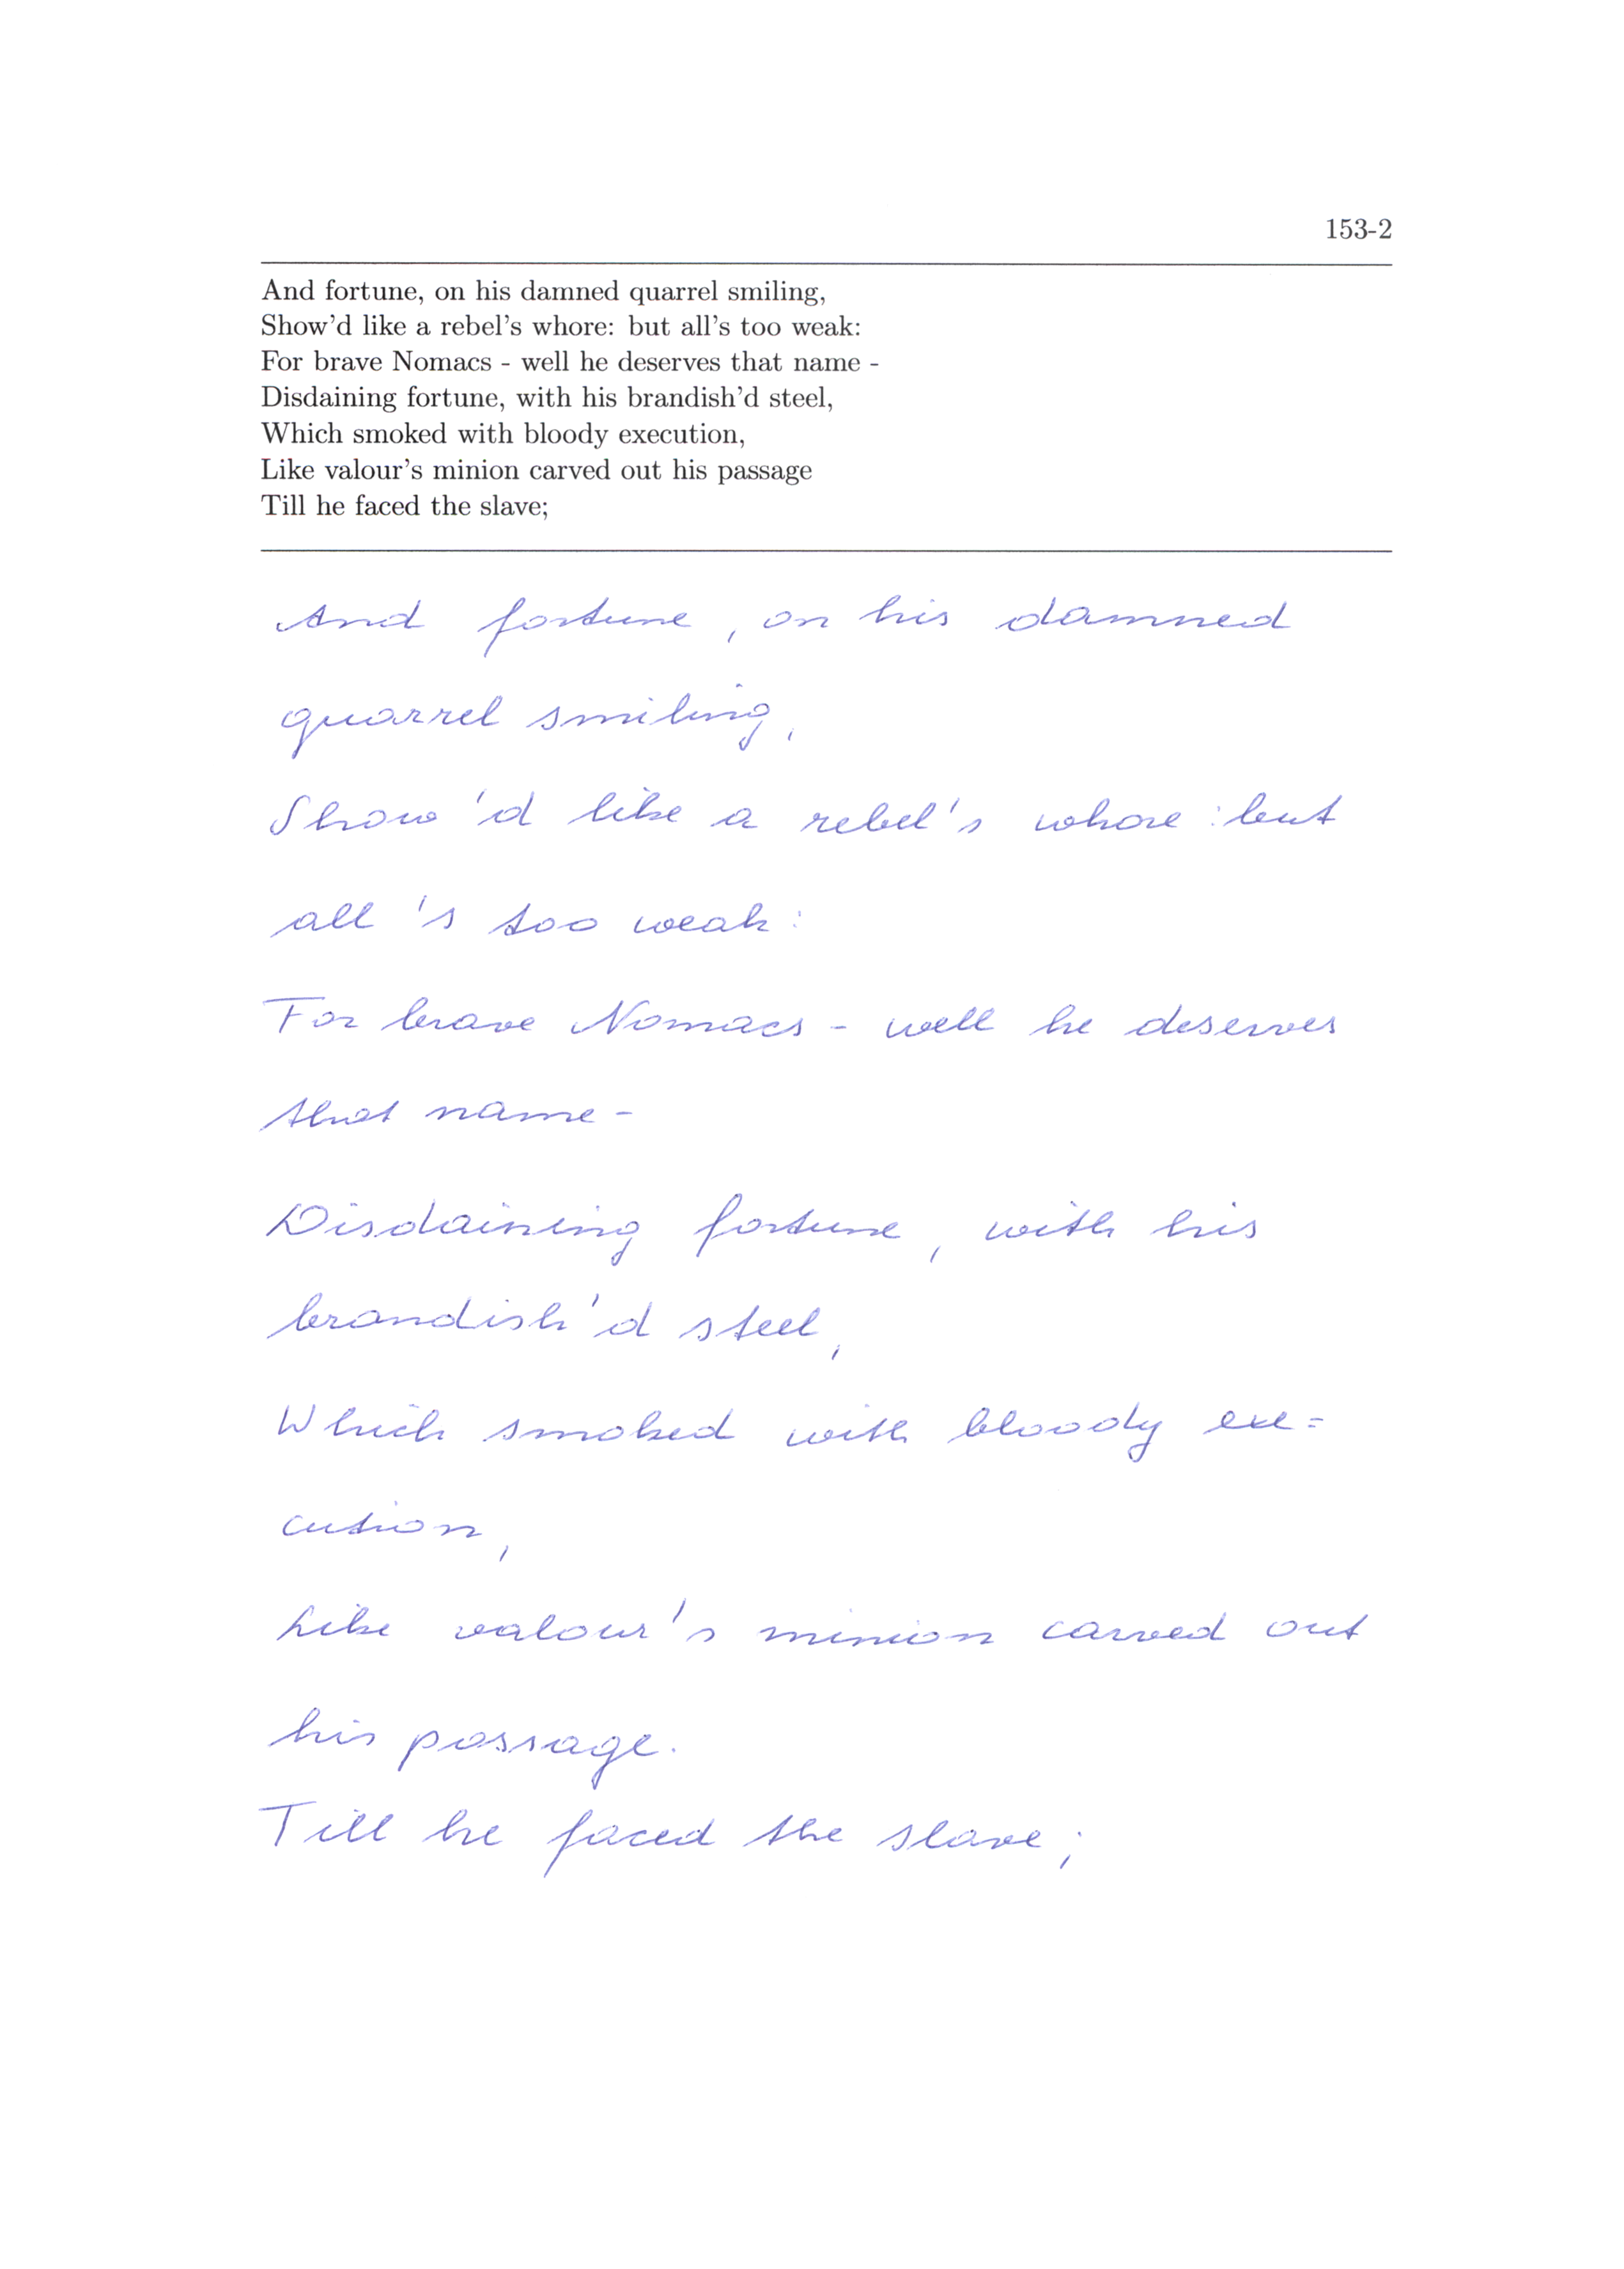 153-2
And fortune, on his damned quarrel smiling,
Show'd like a rebel's whore: but all's too weak:
For brave Nomacs - well he deserves that name -
Disdaining fortune, with his brandish'd steel,
Which smoked with bloody execution,
Like valour's minion carved out his passage
Till he faced the slave;
And fortune, on his damned
quarrel smiling,
Show'd like a rebel's whore: but
all's too weak:
For brave Nomacs - well he deserves
that name -
Disdaining fortune, with his
brandish'd steel,
Which smoked with bloody exe=
cution,
Like valour's minion carved out
his passage.
Till he faced the slave;